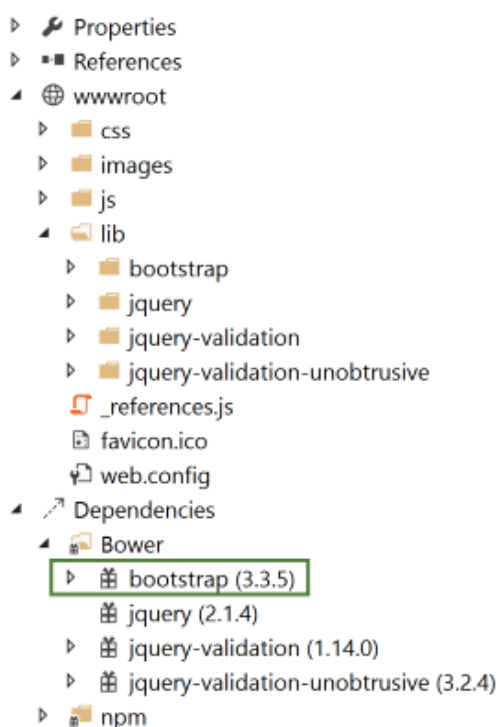 Properties
References
wwwroot
css
images
js
lib
bootstrap
jquery
jquery-validation
jquery-validation-unobtrusive
_references.js
favicon.ico
web.config
Dependencies
Bower
bootstrap (3.3.5)
jquery (2.1.4)
jquery-validation (1.14.0)
jquery-validation-unobtrusive (3.2.4)
npm